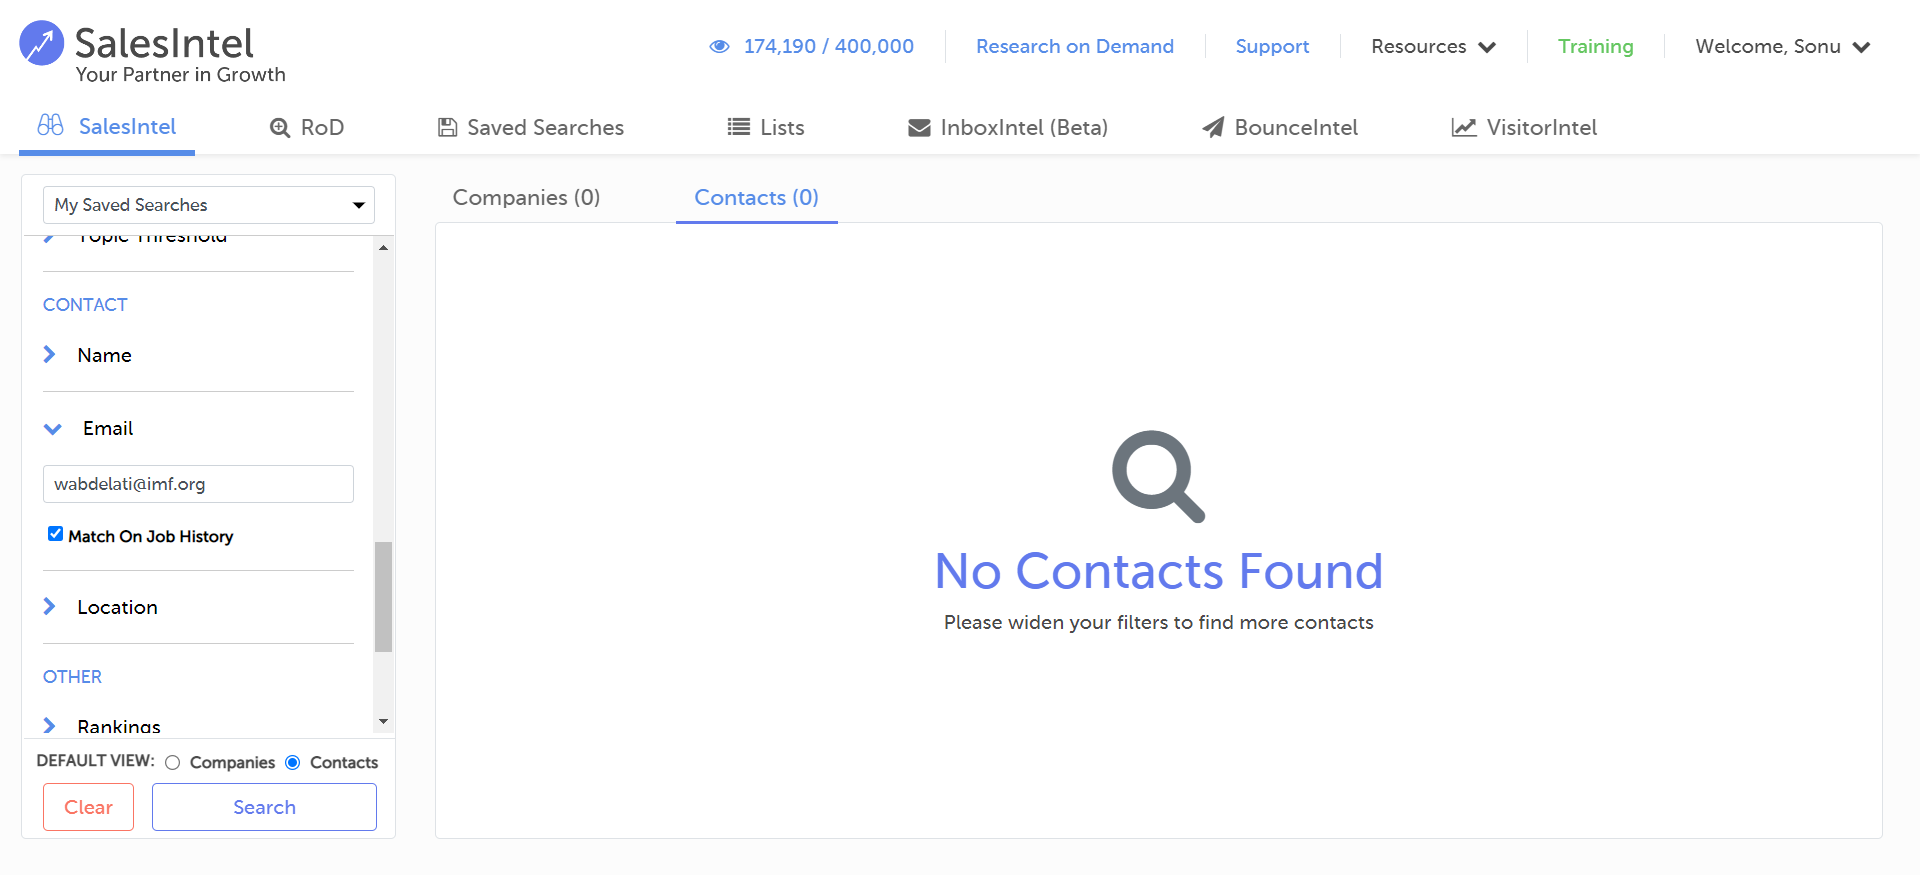 SalesIntel
Your Partner in Growth
174,190 / 400,000
Research on Demand
Support
Resources
Training
Welcome, Sonu
SalesIntel
RoD
Saved Searches
Lists
InboxIntel (Beta)
BounceIntel
VisitorIntel
My Saved Searches
Topic Threshold
CONTACT
Name
Email
wabdelati@imf.org
Match On Job History
Location
OTHER
Rankings
DEFAULT VIEW:
Companies
Contacts
Clear
Search
Companies (0)
Contacts (0)
No Contacts Found
Please widen your filters to find more contacts